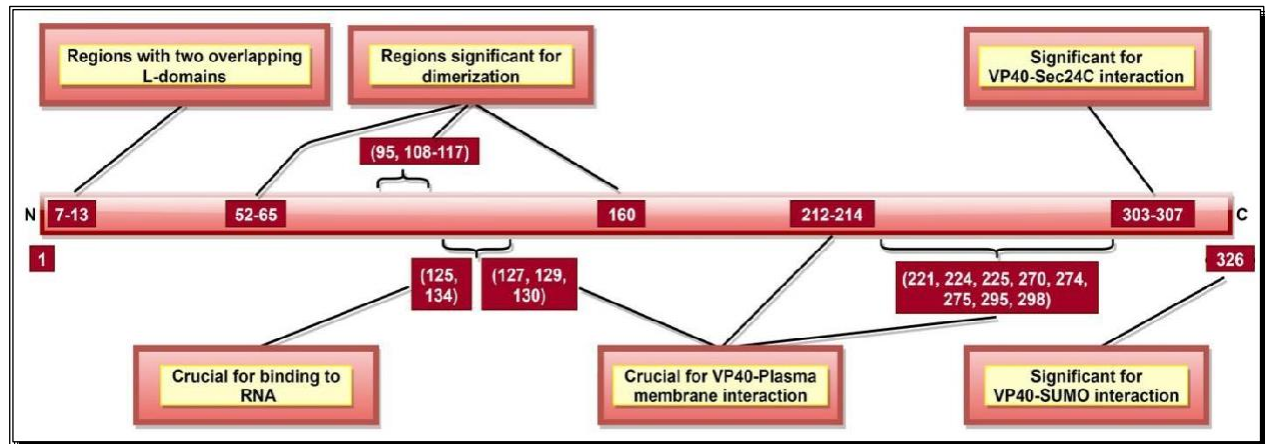 Regions with two overlapping
L-domains
Regions significant for
dimerization
Significant for
VP40-Sec24C interaction
(95, 108-117)
N
7-13
52-65
160
212-214
303-307
C
1
326
(125,
134)
(127, 129,
130)
(221, 224, 225, 270, 274,
275, 295, 298)
Crucial for binding to
RNA
Crucial for VP40-Plasma
membrane interaction
Significant for
VP40-SUMO interaction